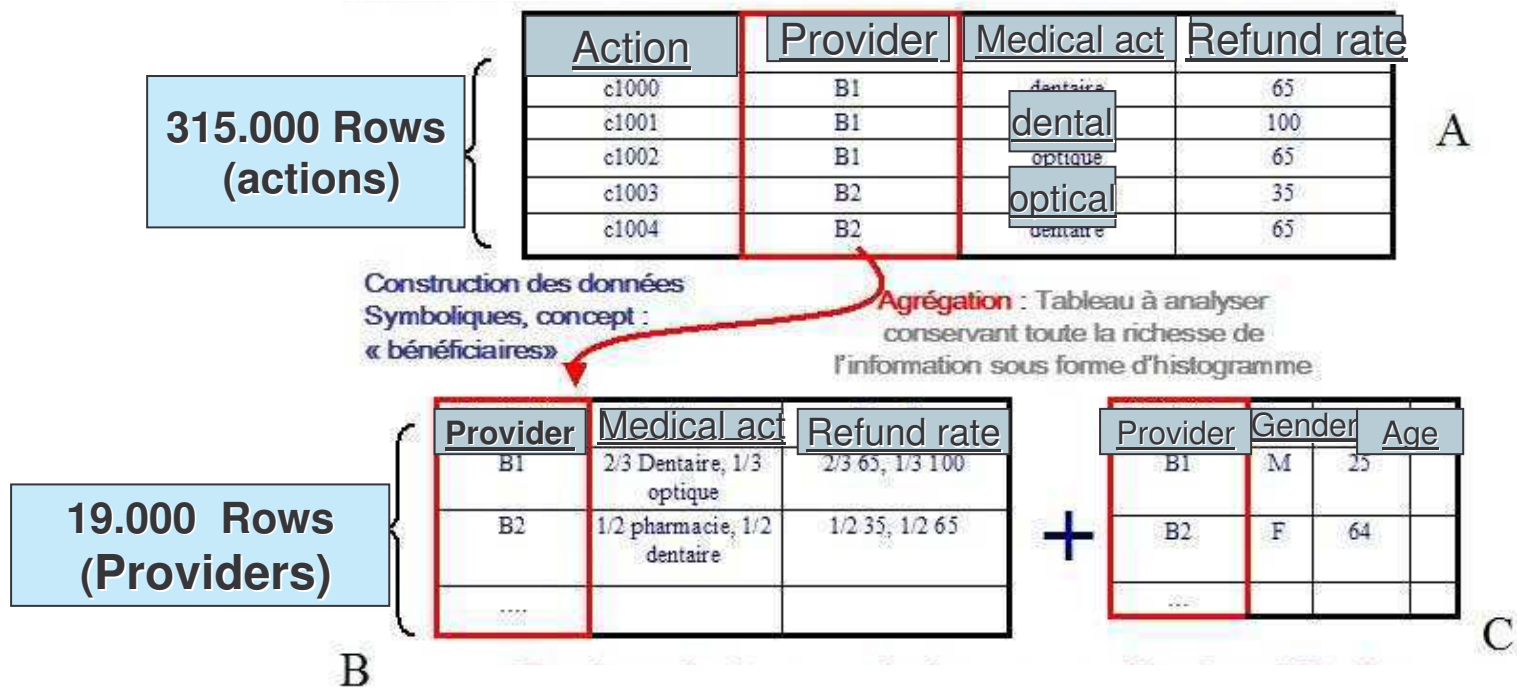 Action Provider Medical act Refund rate
c1000 B1 dentaire 65
c1001 B1 dental 100
c1002 B1 optique 65
c1003 B2 optical 35
c1004 B2 dentaire 65
315.000 Rows
(actions)
A
Construction des données
Symboliques, concept :
« bénéficiaires»
Agrégation : Tableau à analyser
conservant toute la richesse de
l'information sous forme d'histogramme
Provider Medical act Refund rate
B1 2/3 Dentaire, 1/3 2/3 65, 1/3 100
optique
B2 1/2 pharmacie, 1/2 1/2 35, 1/2 65
dentaire
....
19.000 Rows
(Providers)
B
+
Provider Gender Age
B1 M 25
B2 F 64
...
C